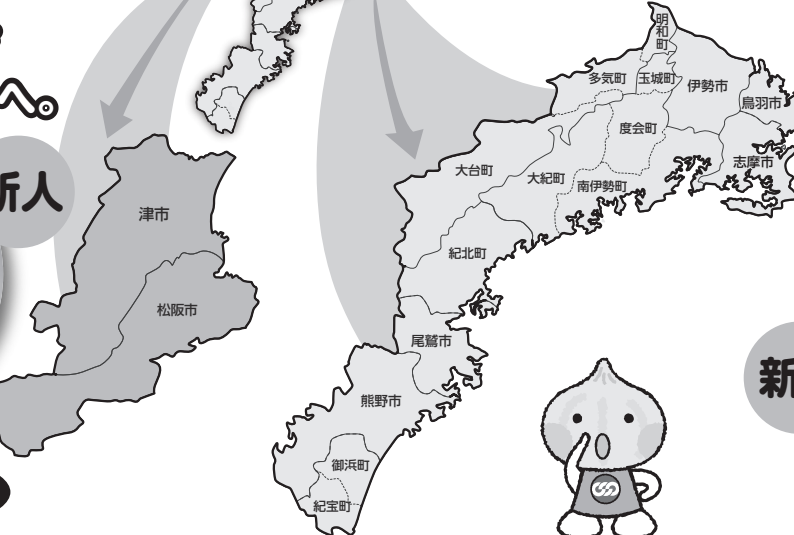 へ。
新人
津市
松阪市
明和町
多気町
玉城町
伊勢市
鳥羽市
度会町
志摩市
大台町
大紀町
南伊勢町
紀北町
尾鷲市
熊野市
御浜町
紀宝町
新